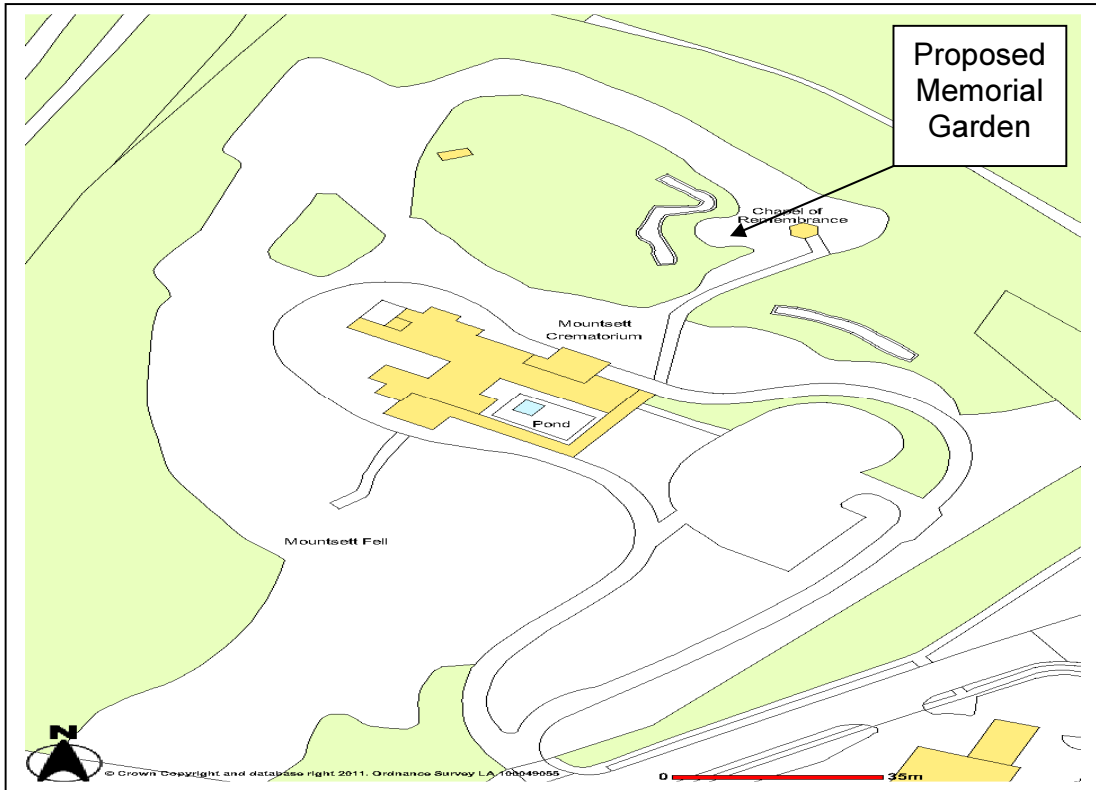 Proposed
Memorial
Garden
Chapel of
Remembrance
Mountsett
Crematorium
Pond
Mountsett Fell
N
© Crown Copyright and database right 2011. Ordnance Survey LA 100049055
0 35m